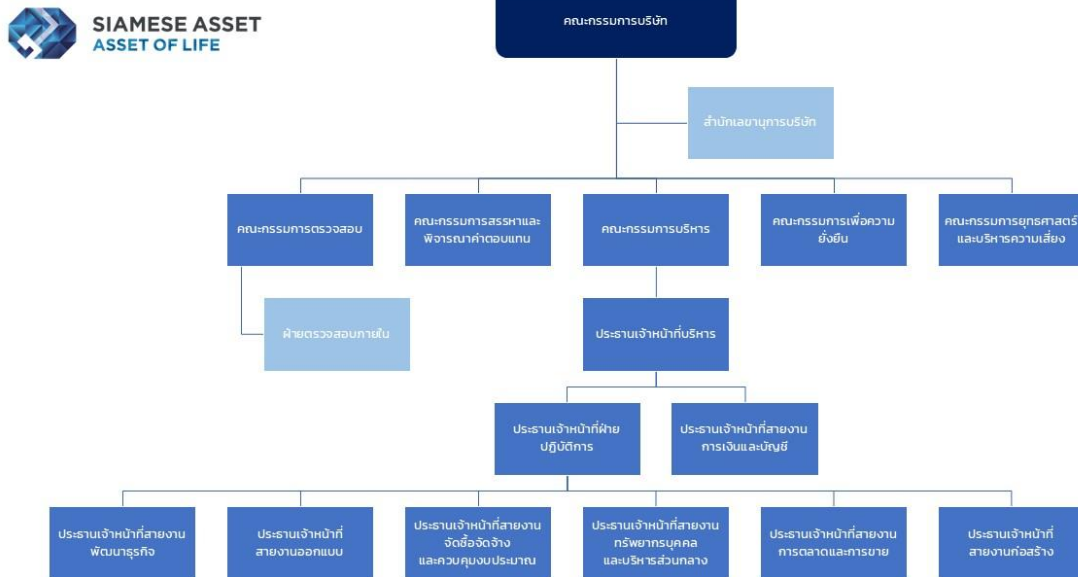 SIAMESE ASSET
ASSET OF LIFE
คณะกรรมการบริษัท
สำนักเลขานุการบริษัท
คณะกรรมการตรวจสอบ
คณะกรรมการสรรหาและ
พิจารณาค่าตอบแทน
คณะกรรมการบริหาร
คณะกรรมการเพื่อความ
ยั่งยืน
คณะกรรมการยุทธศาสตร์
และบริหารความเสี่ยง
ฝ่ายตรวจสอบภายใน
ประธานเจ้าหน้าที่บริหาร
ประธานเจ้าหน้าที่ฝ่าย
ปฏิบัติการ
ประธานเจ้าหน้าที่สายงาน
การเงินและบัญชี
ประธานเจ้าหน้าที่สายงาน
พัฒนาธุรกิจ
ประธานเจ้าหน้าที่
สายงานออกแบบ
ประธานเจ้าหน้าที่สายงาน
จัดซื้อจัดจ้าง
และควบคุมงบประมาณ
ประธานเจ้าหน้าที่สายงาน
ทรัพยากรบุคคล
และบริหารส่วนกลาง
ประธานเจ้าหน้าที่สายงาน
การตลาดและการขาย
ประธานเจ้าหน้าที่
สายงานก่อสร้าง